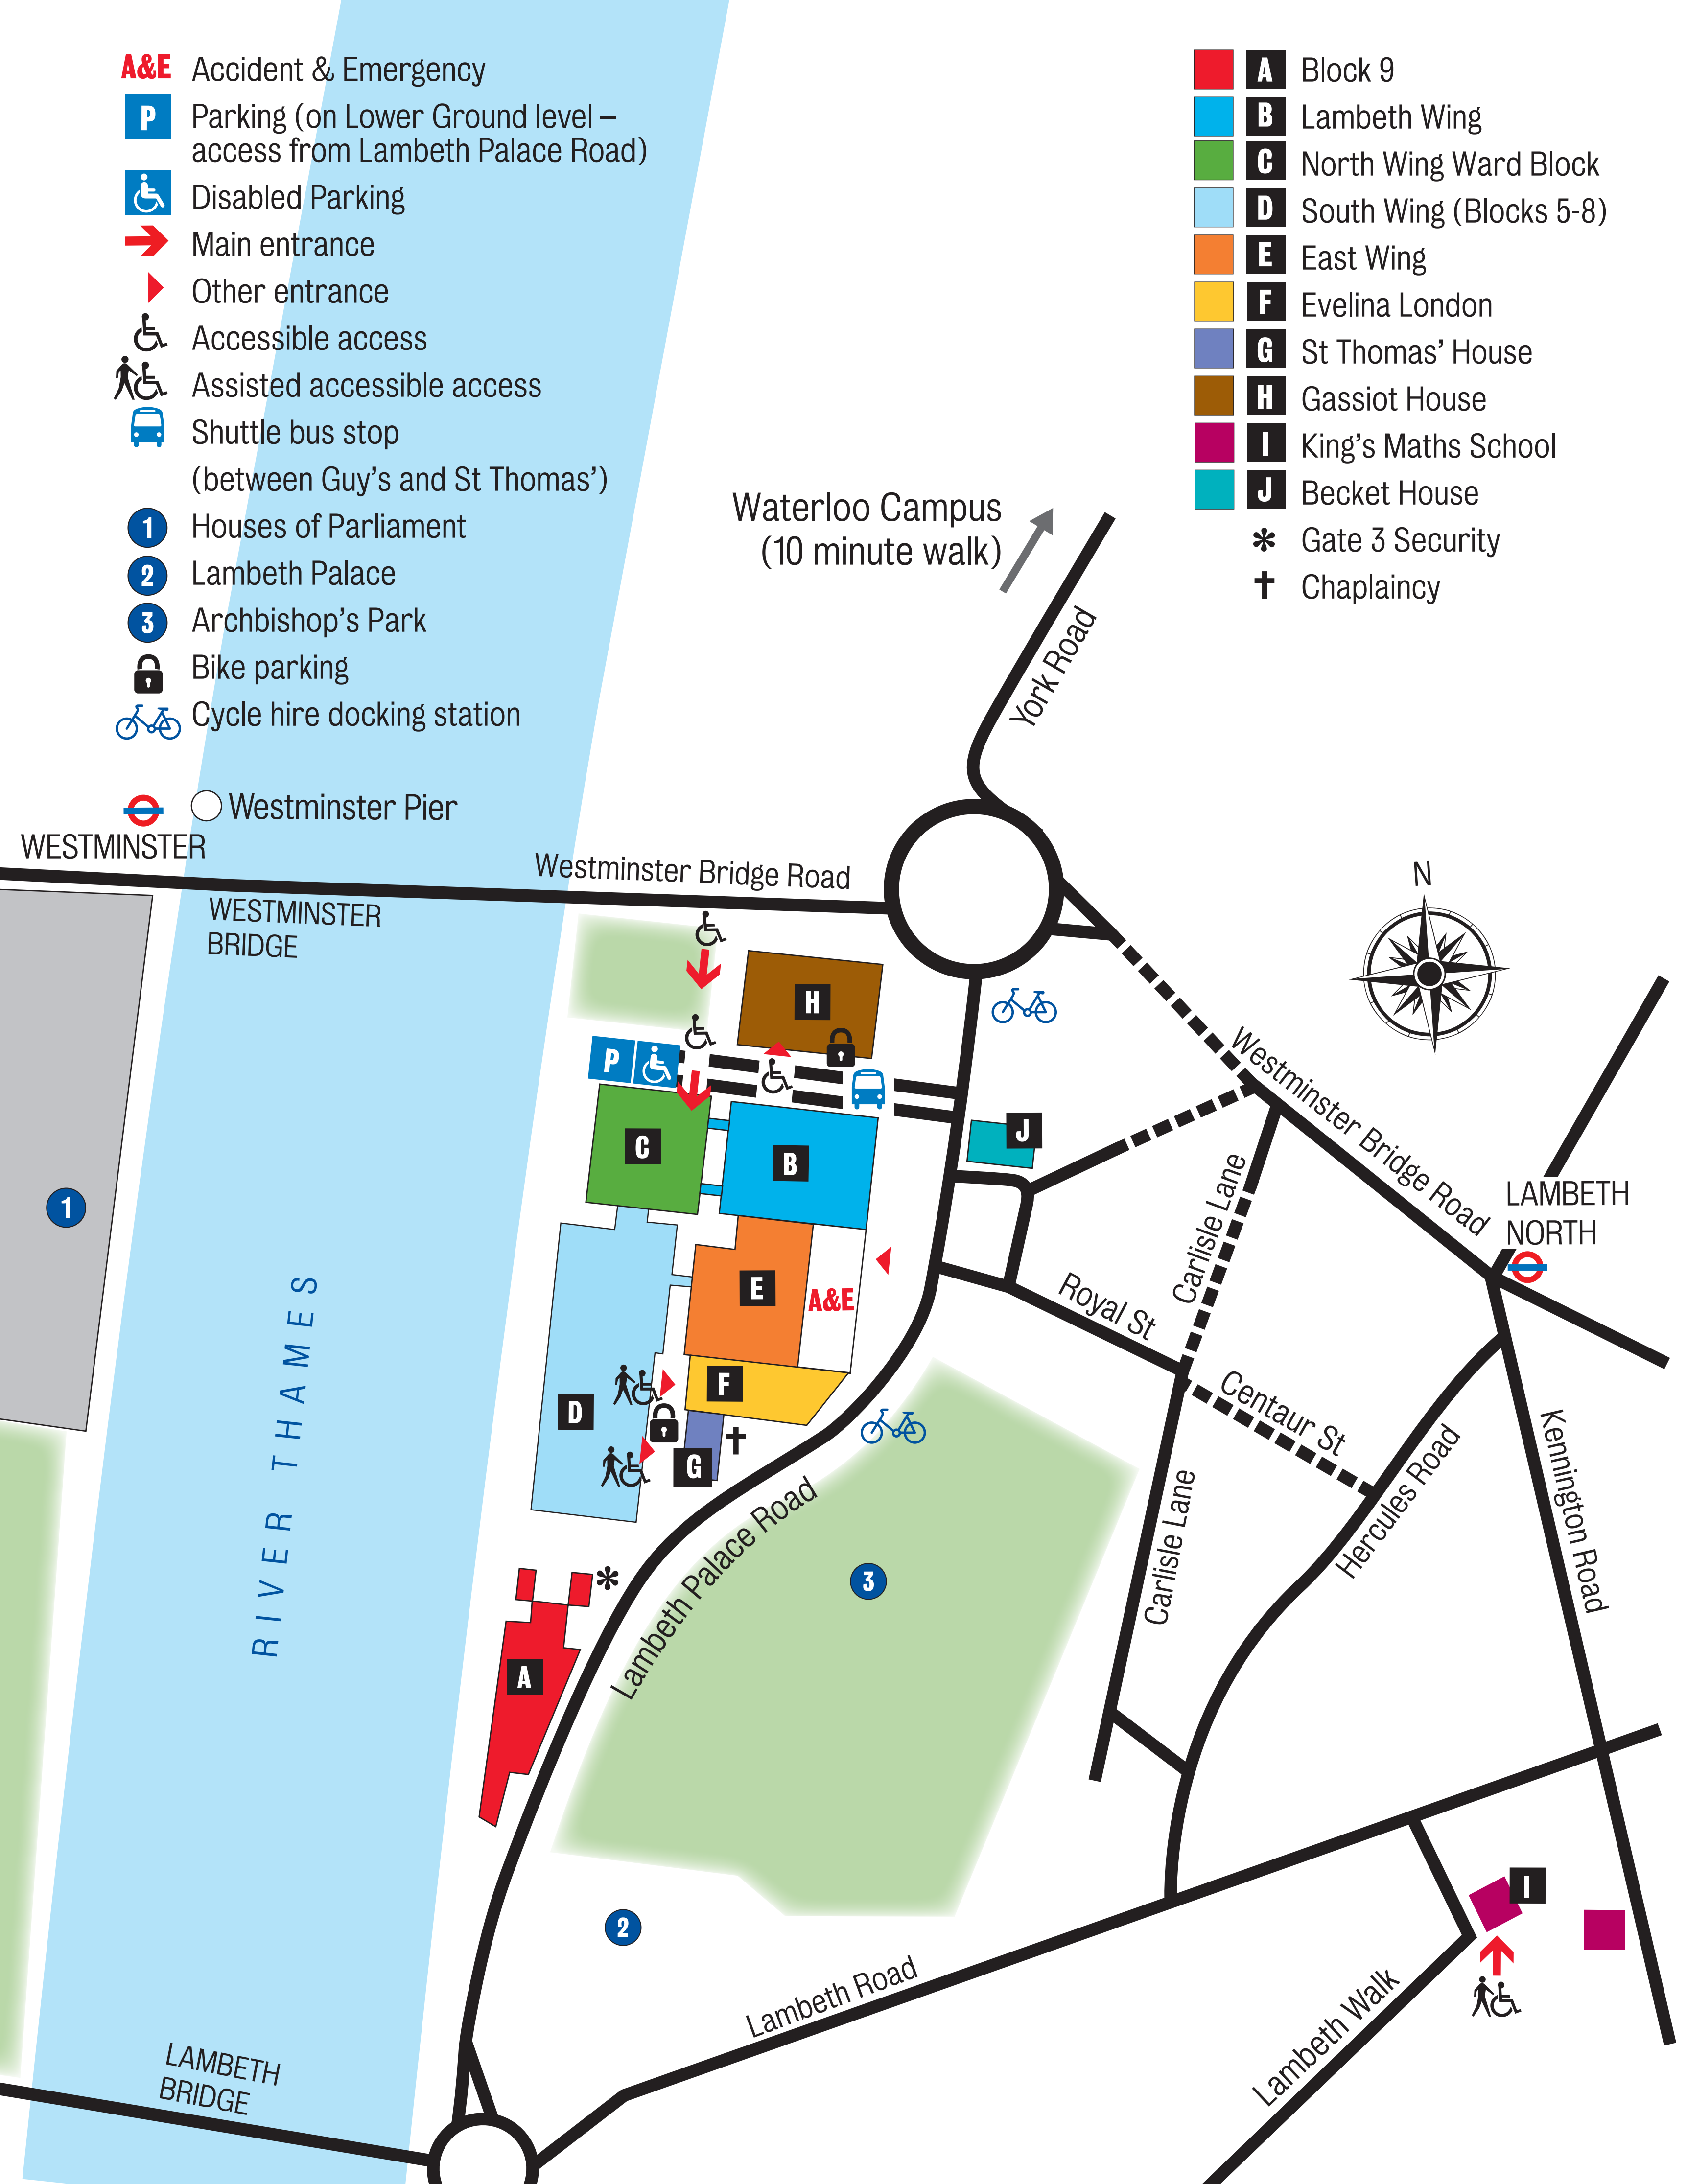 A&E Accident & Emergency
P Parking (on Lower Ground level –
access from Lambeth Palace Road)
Disabled Parking
Main entrance
Other entrance
Accessible access
Assisted accessible access
Shuttle bus stop
(between Guy’s and St Thomas’)
1 Houses of Parliament
2 Lambeth Palace
3 Archbishop’s Park
Bike parking
Cycle hire docking station
Westminster Pier
WESTMINSTER
A Block 9
B Lambeth Wing
C North Wing Ward Block
D South Wing (Blocks 5-8)
E East Wing
F Evelina London
G St Thomas’ House
H Gassiot House
I King’s Maths School
J Becket House
* Gate 3 Security
✝ Chaplaincy
Waterloo Campus
(10 minute walk)
York Road
Westminster Bridge Road
WESTMINSTER
BRIDGE
N
H
P
C
B
J
Westminster Bridge Road
LAMBETH
NORTH
1
Carlisle Lane
E
A&E
Royal St
RIVER THAMES
F
D
✝
G
Centaur St
Hercules Road
Kennington Road
Carlisle Lane
Lambeth Palace Road
3
*
A
I
2
Lambeth Road
Lambeth Walk
LAMBETH
BRIDGE